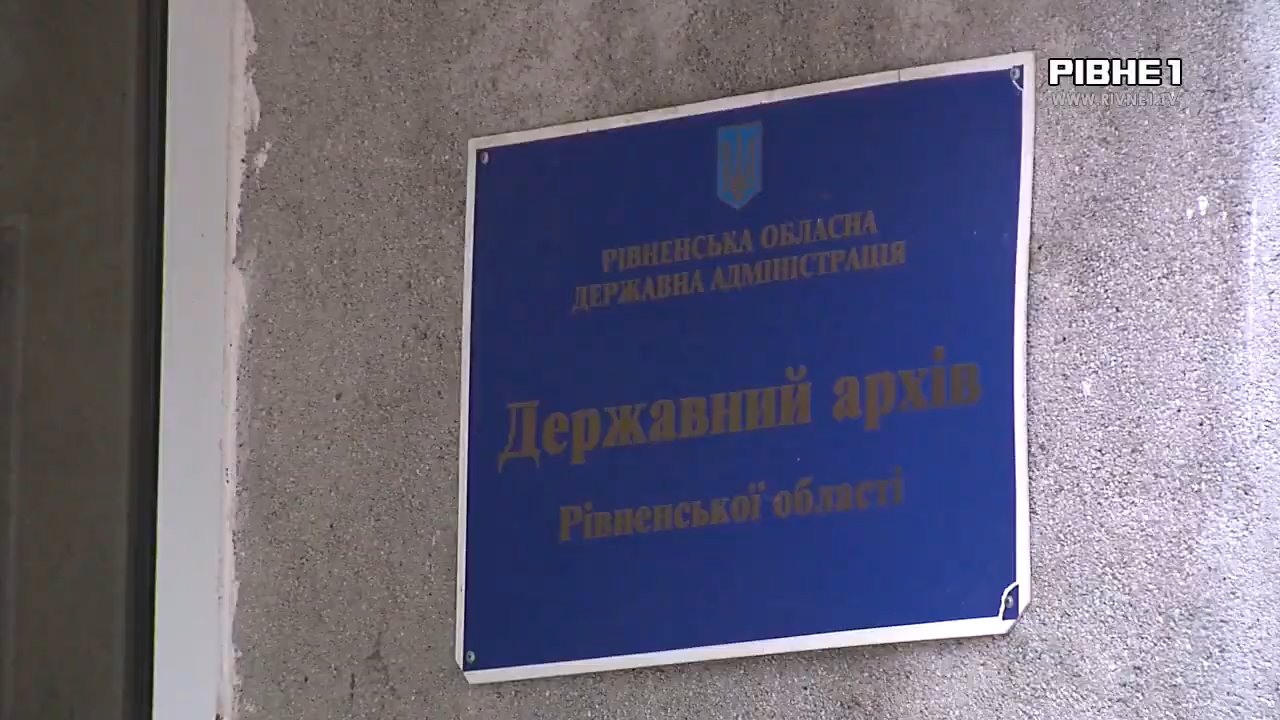 РІВНЕ 1
WWW.RIVNE1.TV
РІВНЕНСЬКА ОБЛАСНА
ДЕРЖАВНА АДМІНІСТРАЦІЯ
Державний архів
Рівненської області